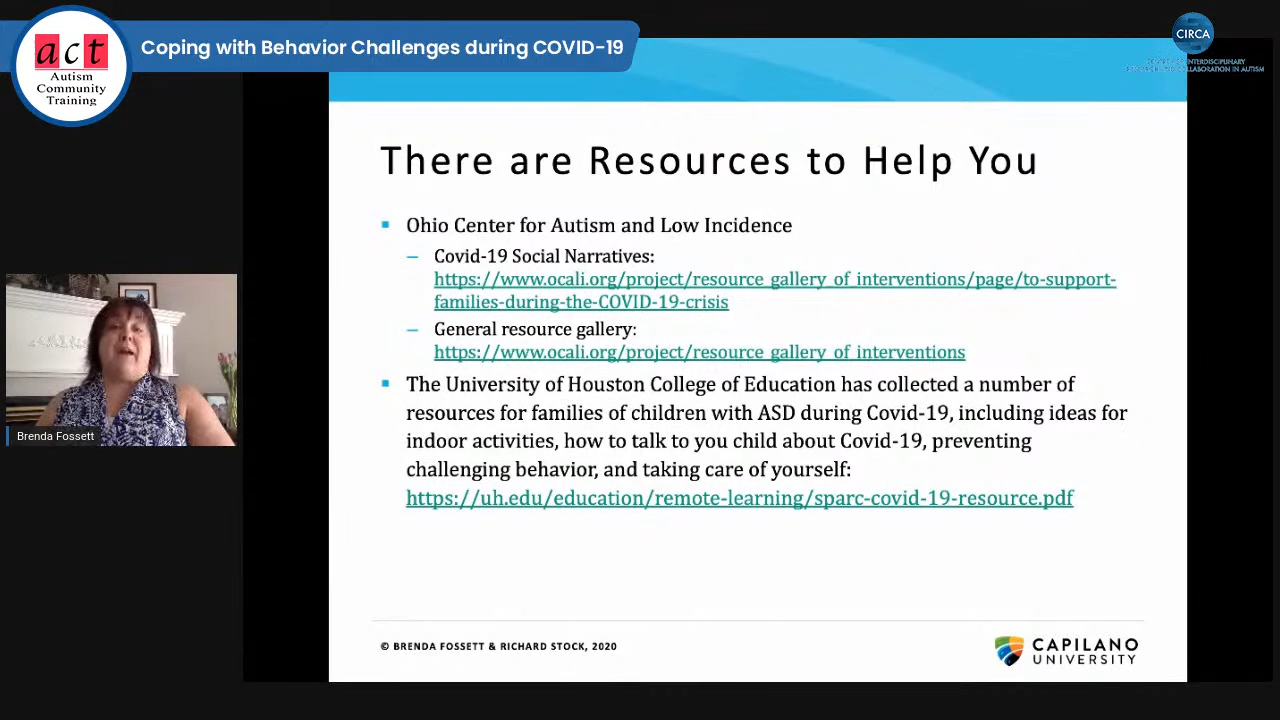 act
Autism
Community
Training
Coping with Behavior Challenges during COVID-19
CIRCA
INTERDISCIPLINARY
COLLABORATION IN AUTISM
There are Resources to Help You
Ohio Center for Autism and Low Incidence
– Covid-19 Social Narratives:
https://www.ocali.org/project/resource_gallery_of_interventions/page/to-support-
families-during-the-COVID-19-crisis
– General resource gallery:
https://www.ocali.org/project/resource_gallery_of_interventions
The University of Houston College of Education has collected a number of
resources for families of children with ASD during Covid-19, including ideas for
indoor activities, how to talk to you child about Covid-19, preventing
challenging behavior, and taking care of yourself:
https://uh.edu/education/remote-learning/sparc-covid-19-resource.pdf
Brenda Fossett
© BRENDA FOSSETT & RICHARD STOCK, 2020
CAPILANO
UNIVERSITY